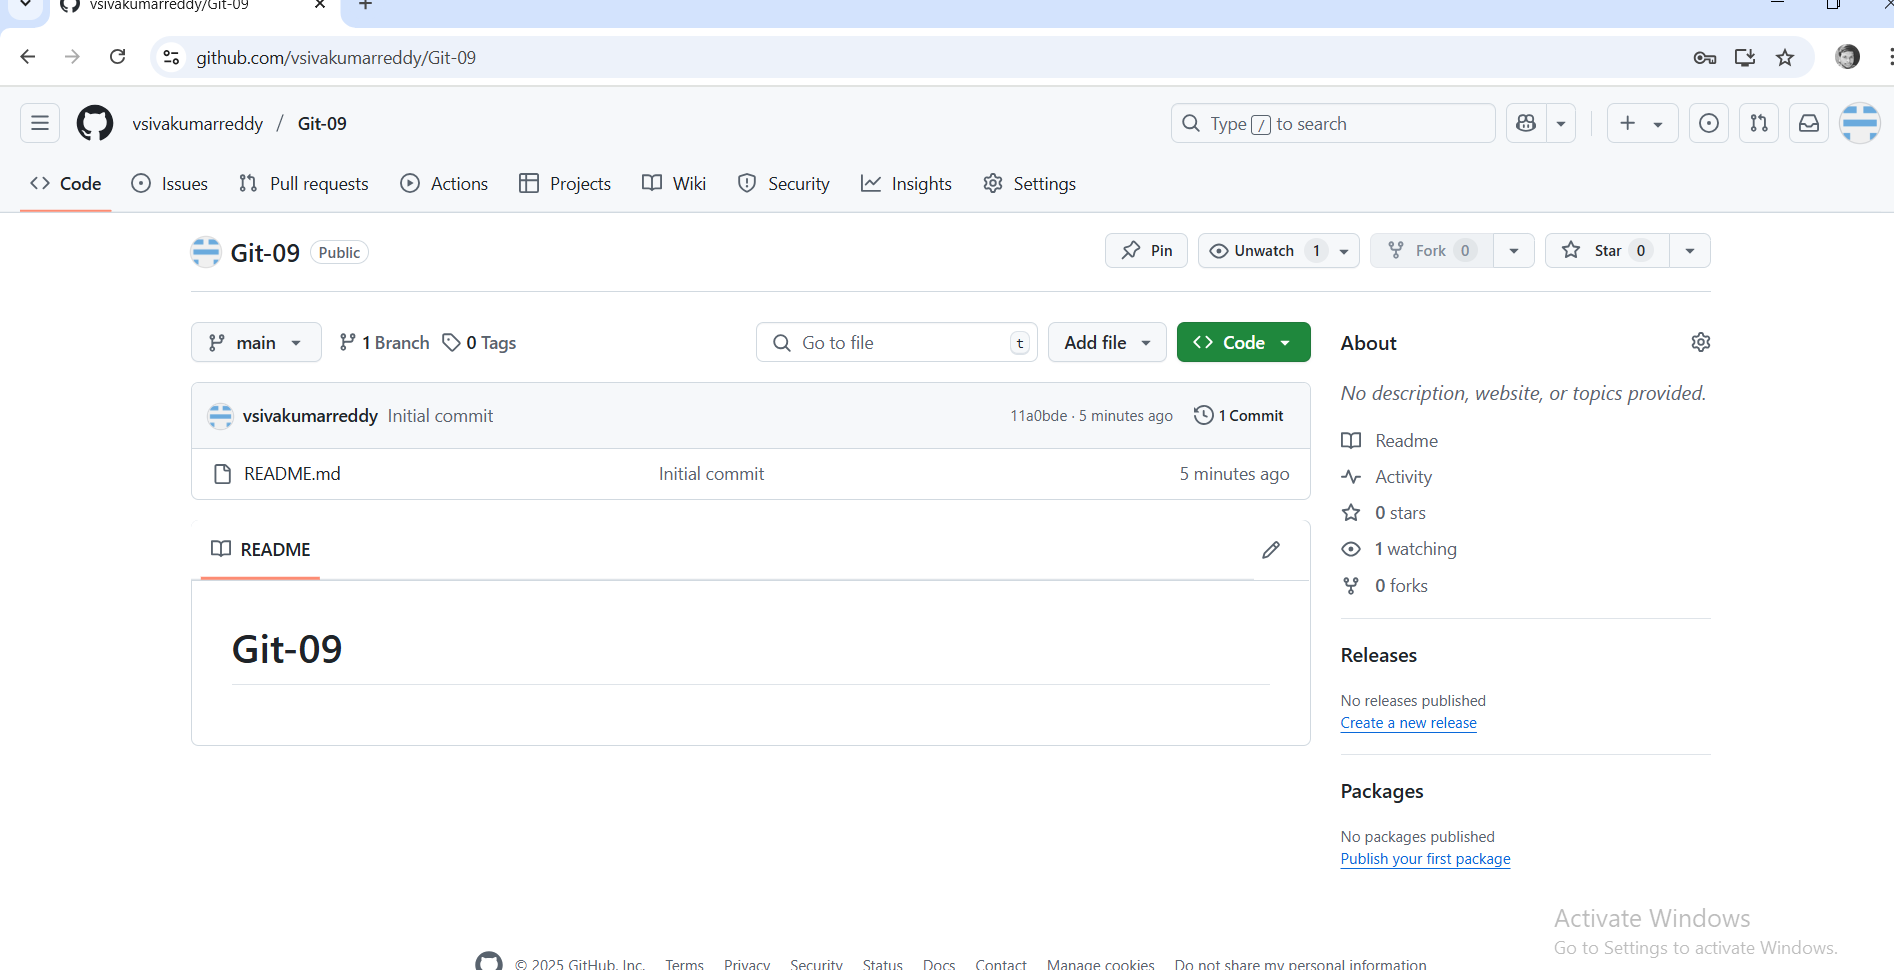 vsivakumarreddy/Git-09
github.com/vsivakumarreddy/Git-09
vsivakumarreddy / Git-09
Type / to search
Code Issues Pull requests Actions Projects Wiki Security Insights Settings
Git-09 Public
Pin Unwatch 1 Fork 0 Star 0
main 1 Branch 0 Tags Go to file t Add file Code
vsivakumarreddy Initial commit 11a0bde · 5 minutes ago 1 Commit
README.md Initial commit 5 minutes ago
README
Git-09
About
No description, website, or topics provided.
Readme
Activity
0 stars
1 watching
0 forks
Releases
No releases published
Create a new release
Packages
No packages published
Publish your first package
Activate Windows
Go to Settings to activate Windows.
© 2025 GitHub, Inc. Terms Privacy Security Status Docs Contact Manage cookies Do not share my personal information